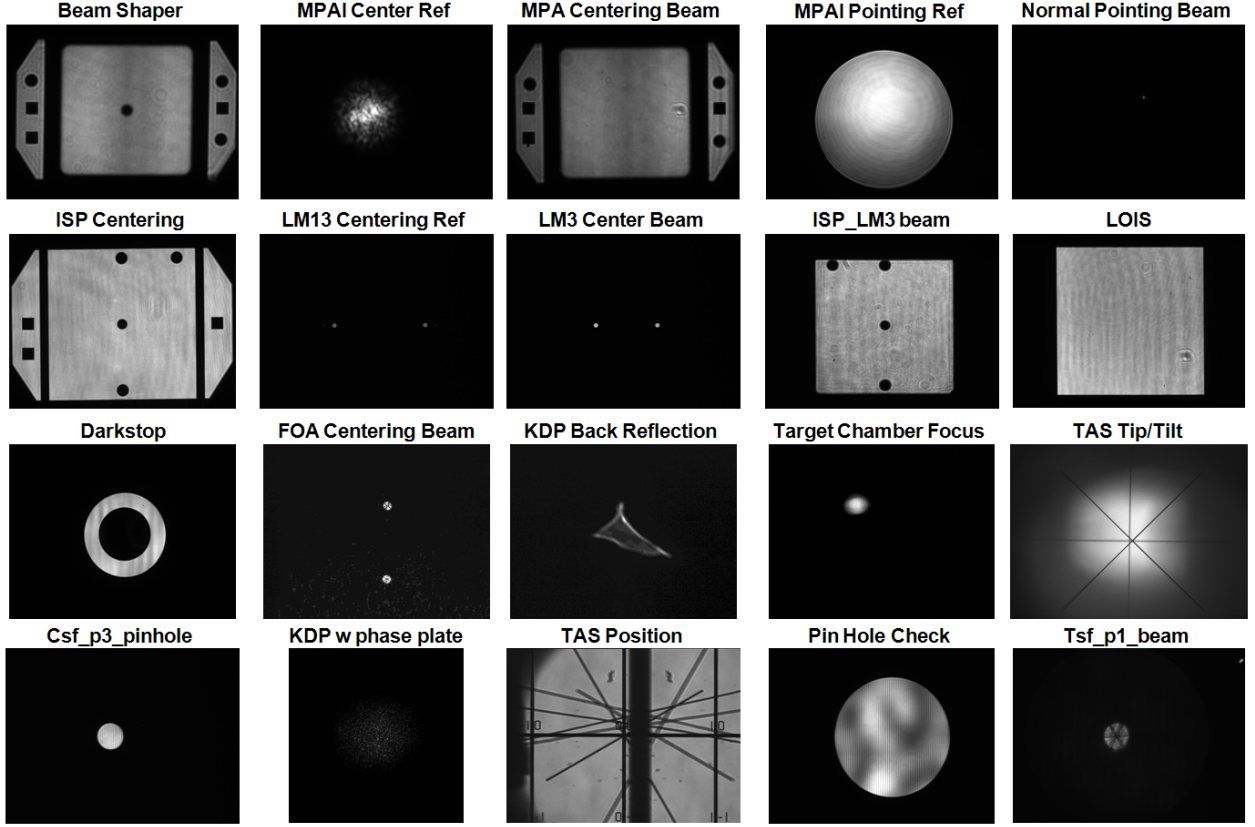 Beam Shaper
MPAI Center Ref
MPA Centering Beam
MPAI Pointing Ref
Normal Pointing Beam
ISP Centering
LM13 Centering Ref
LM3 Center Beam
ISP_LM3 beam
LOIS
Darkstop
FOA Centering Beam
KDP Back Reflection
Target Chamber Focus
TAS Tip/Tilt
Csf_p3_pinhole
KDP w phase plate
TAS Position
Pin Hole Check
Tsf_p1_beam